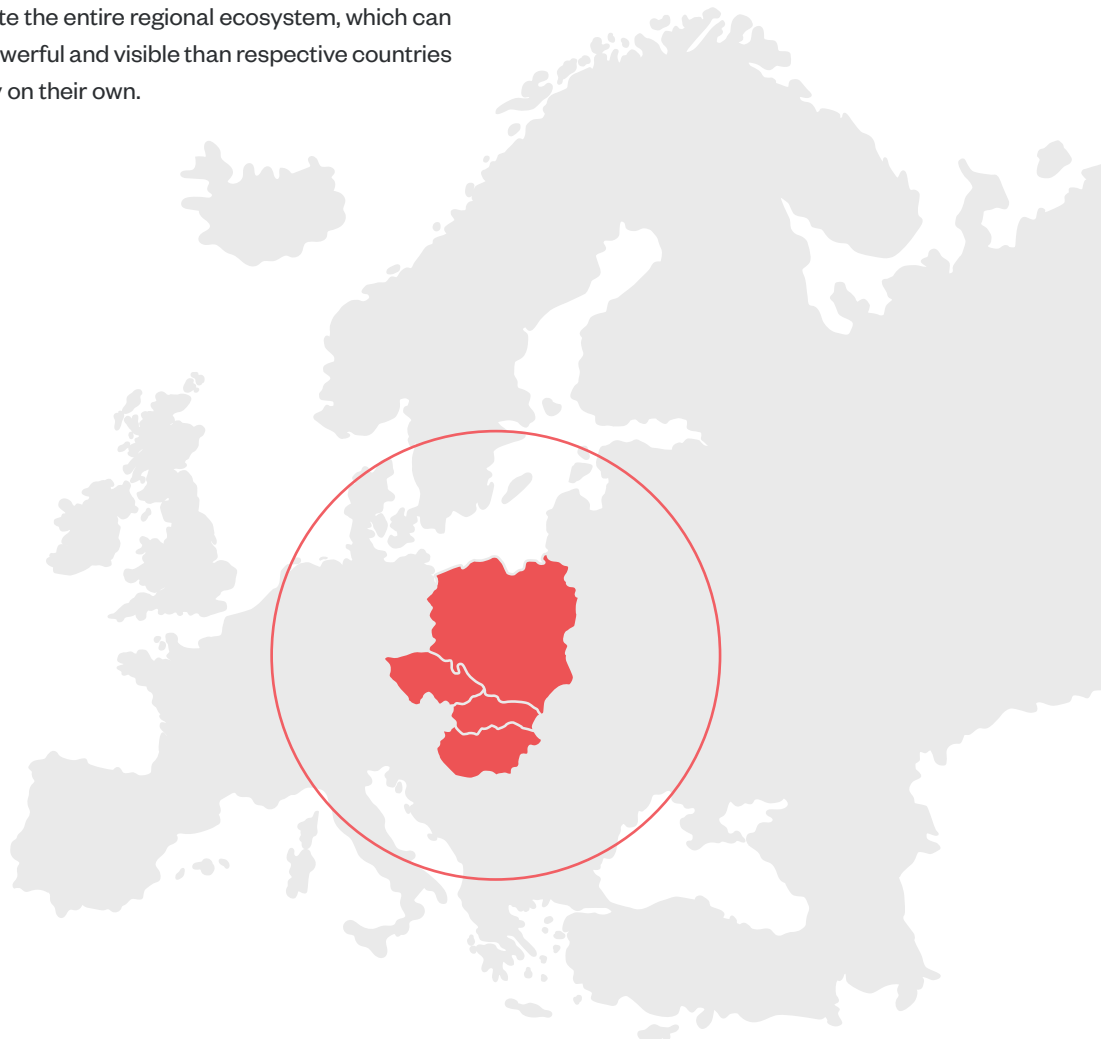 te the entire regional ecosystem, which can
werful and visible than respective countries
y on their own.